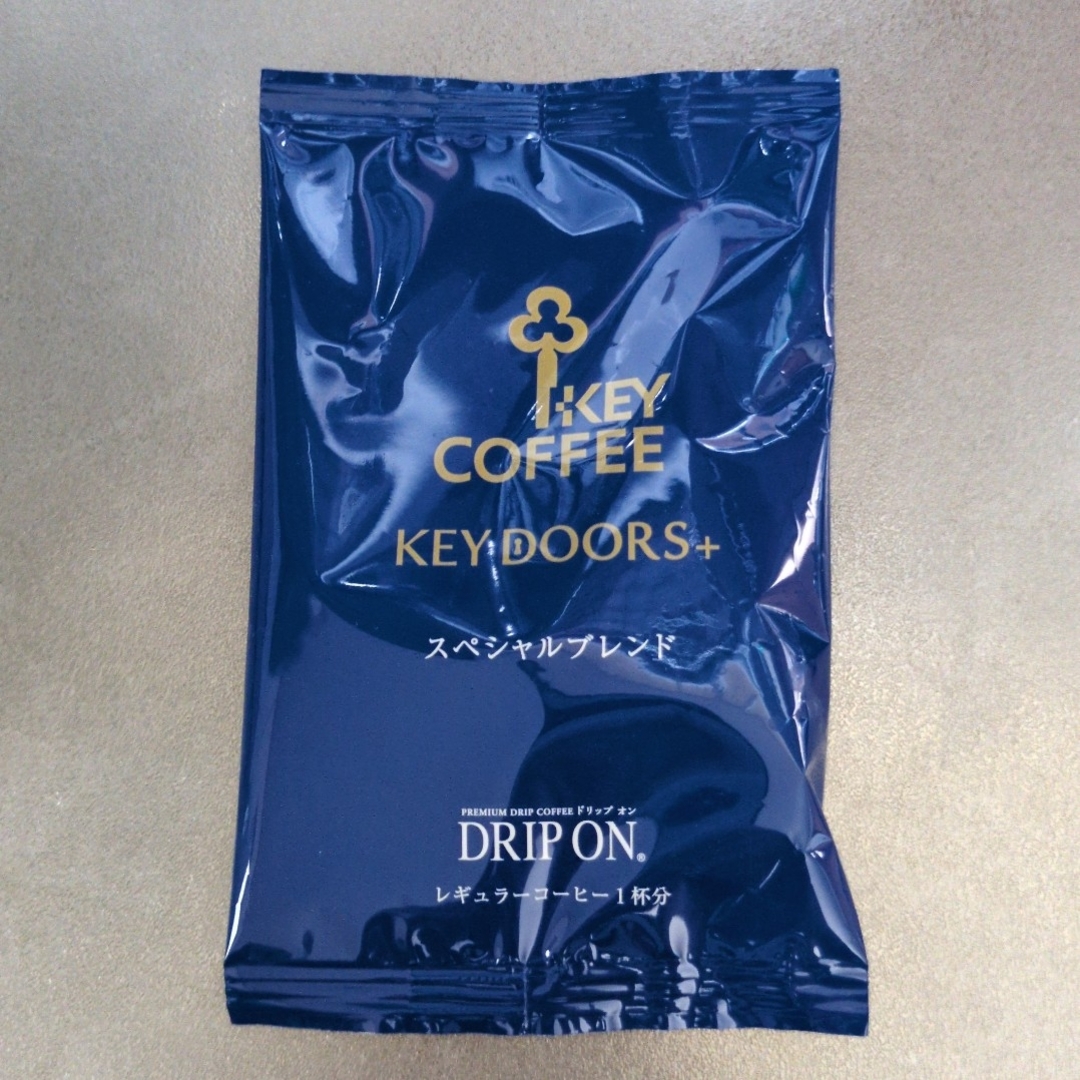 KEY
COFFEE
KEY DOORS+
スペシャルブレンド
PREMIUM DRIP COFFEE ドリップ オン
DRIP ON®
レギュラーコーヒー1杯分